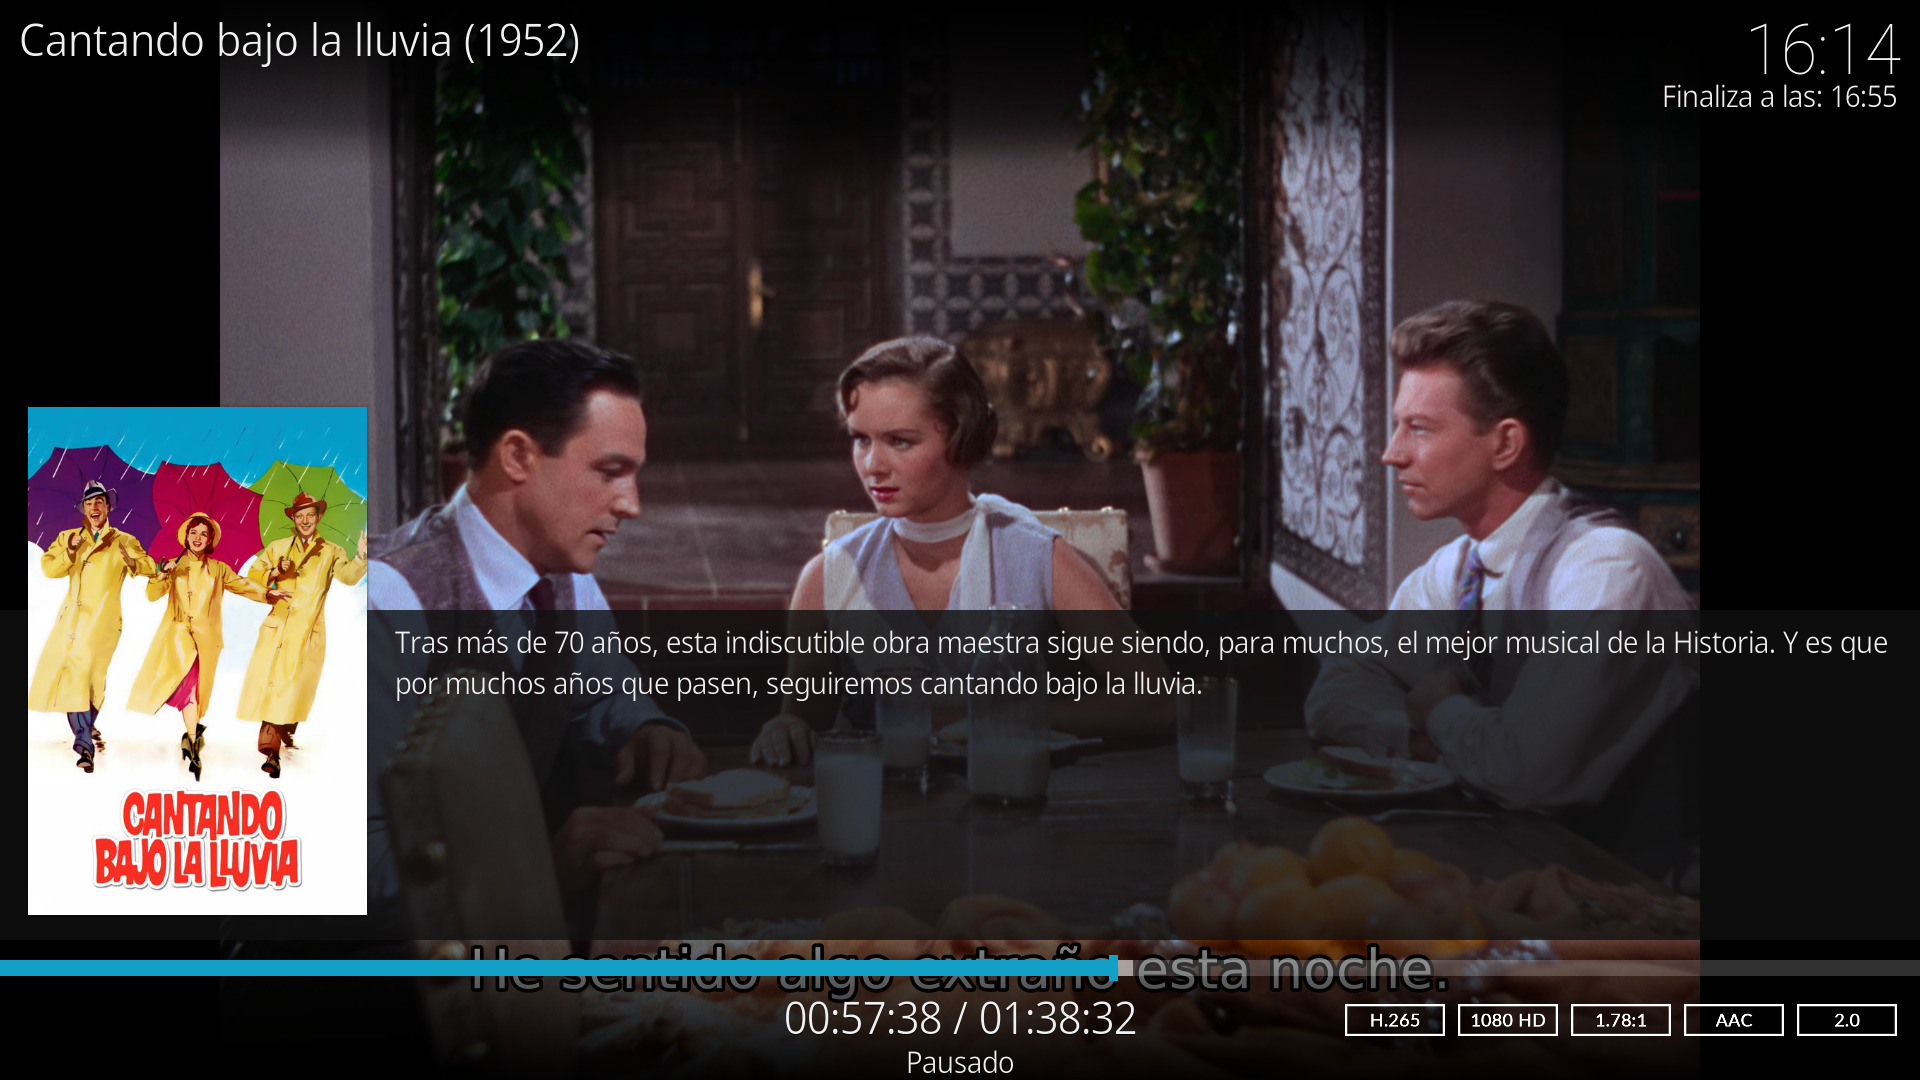 Cantando bajo la lluvia (1952)
16:14
Finaliza a las: 16:55
CANTANDO
BAJO LA LLUVIA
Tras más de 70 años, esta indiscutible obra maestra sigue siendo, para muchos, el mejor musical de la Historia. Y es que
por muchos años que pasen, seguiremos cantando bajo la lluvia.
He sentido algo extraño esta noche.
00:57:38 / 01:38:32
Pausado
H.265
1080 HD
1.78:1
AAC
2.0